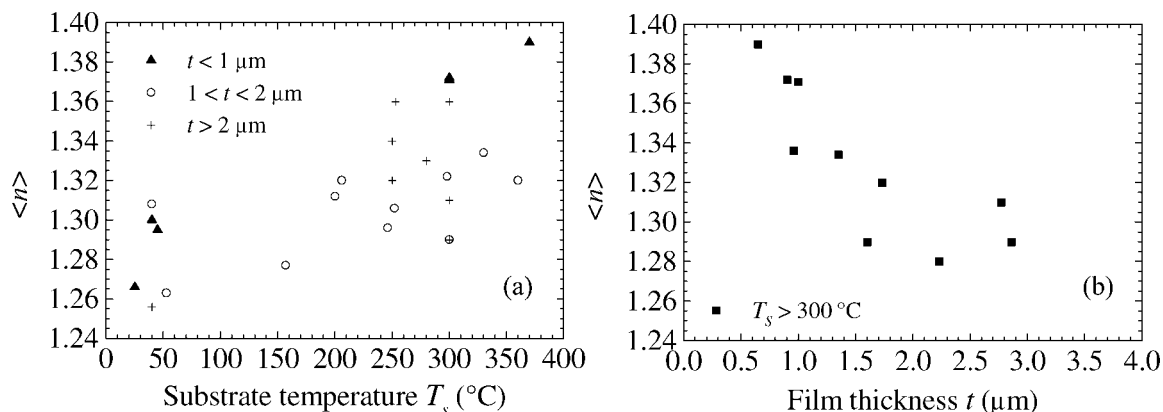 1.40
1.38
1.36
1.34
1.32
1.30
1.28
1.26
1.24
<n>
t < 1 µm
1 < t < 2 µm
t > 2 µm
(a)
0 50 100 150 200 250 300 350 400
Substrate temperature Ts (°C)
1.40
1.38
1.36
1.34
1.32
1.30
1.28
1.26
1.24
<n>
(b)
TS > 300 °C
0.0 0.5 1.0 1.5 2.0 2.5 3.0 3.5 4.0
Film thickness t (µm)